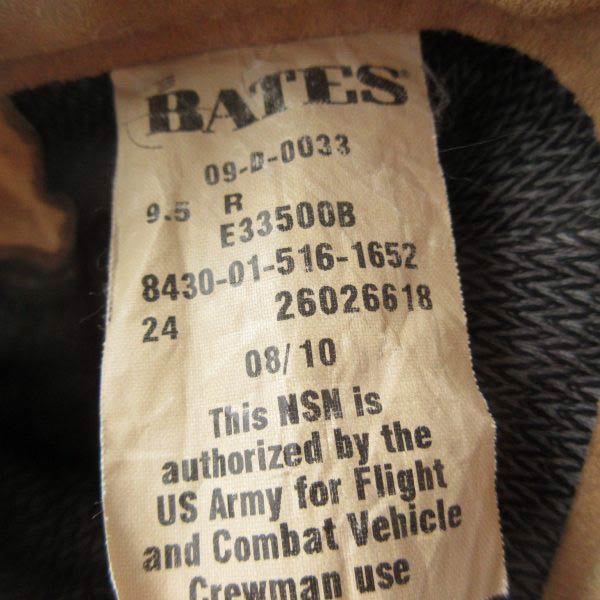 BATES®
09-D-0033
9.5 R
E33500B
8430-01-516-1652
24 26026618
08/10
This NSN is
authorized by the
US Army for Flight
and Combat Vehicle
Crewman use